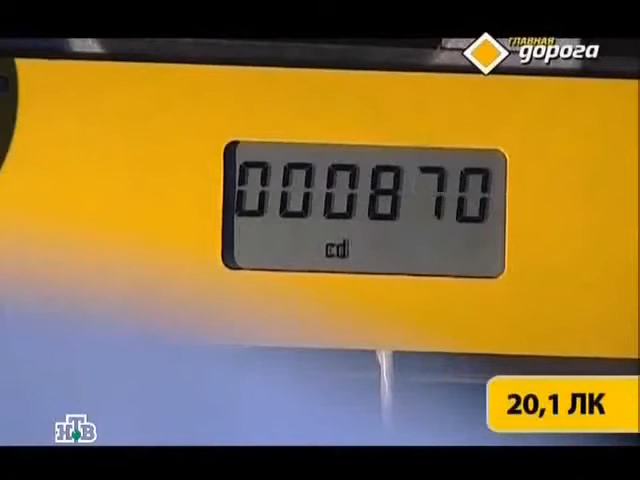 ГЛАВНАЯ
дорога
000870
cd
20,1 ЛК
НТВ